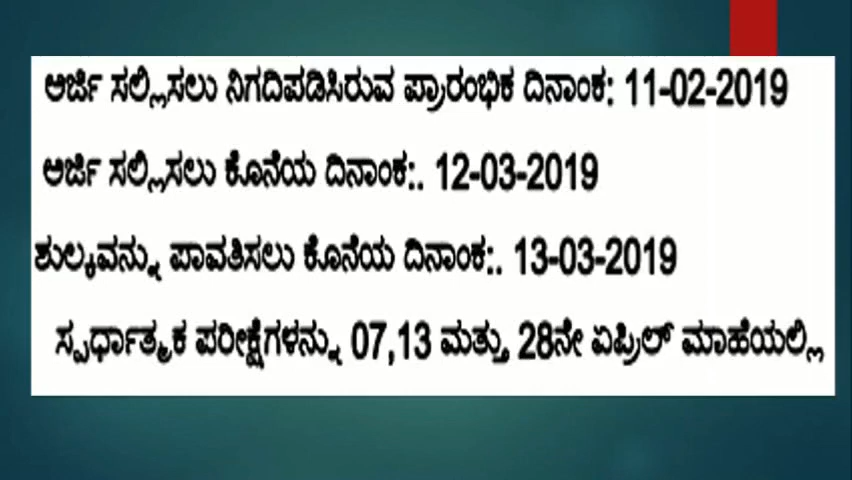 ಅರ್ಜಿ ಸಲ್ಲಿಸಲು ನಿಗದಿಪಡಿಸಿರುವ ಪ್ರಾರಂಭಿಕ ದಿನಾಂಕ: 11-02-2019
ಅರ್ಜಿ ಸಲ್ಲಿಸಲು ಕೊನೆಯ ದಿನಾಂಕ:. 12-03-2019
ಶುಲ್ಕವನ್ನು ಪಾವತಿಸಲು ಕೊನೆಯ ದಿನಾಂಕ:. 13-03-2019
ಸ್ಪರ್ಧಾತ್ಮಕ ಪರೀಕ್ಷೆಗಳನ್ನು 07,13 ಮತ್ತು 28ನೇ ಏಪ್ರಿಲ್ ಮಾಹೆಯಲ್ಲಿ